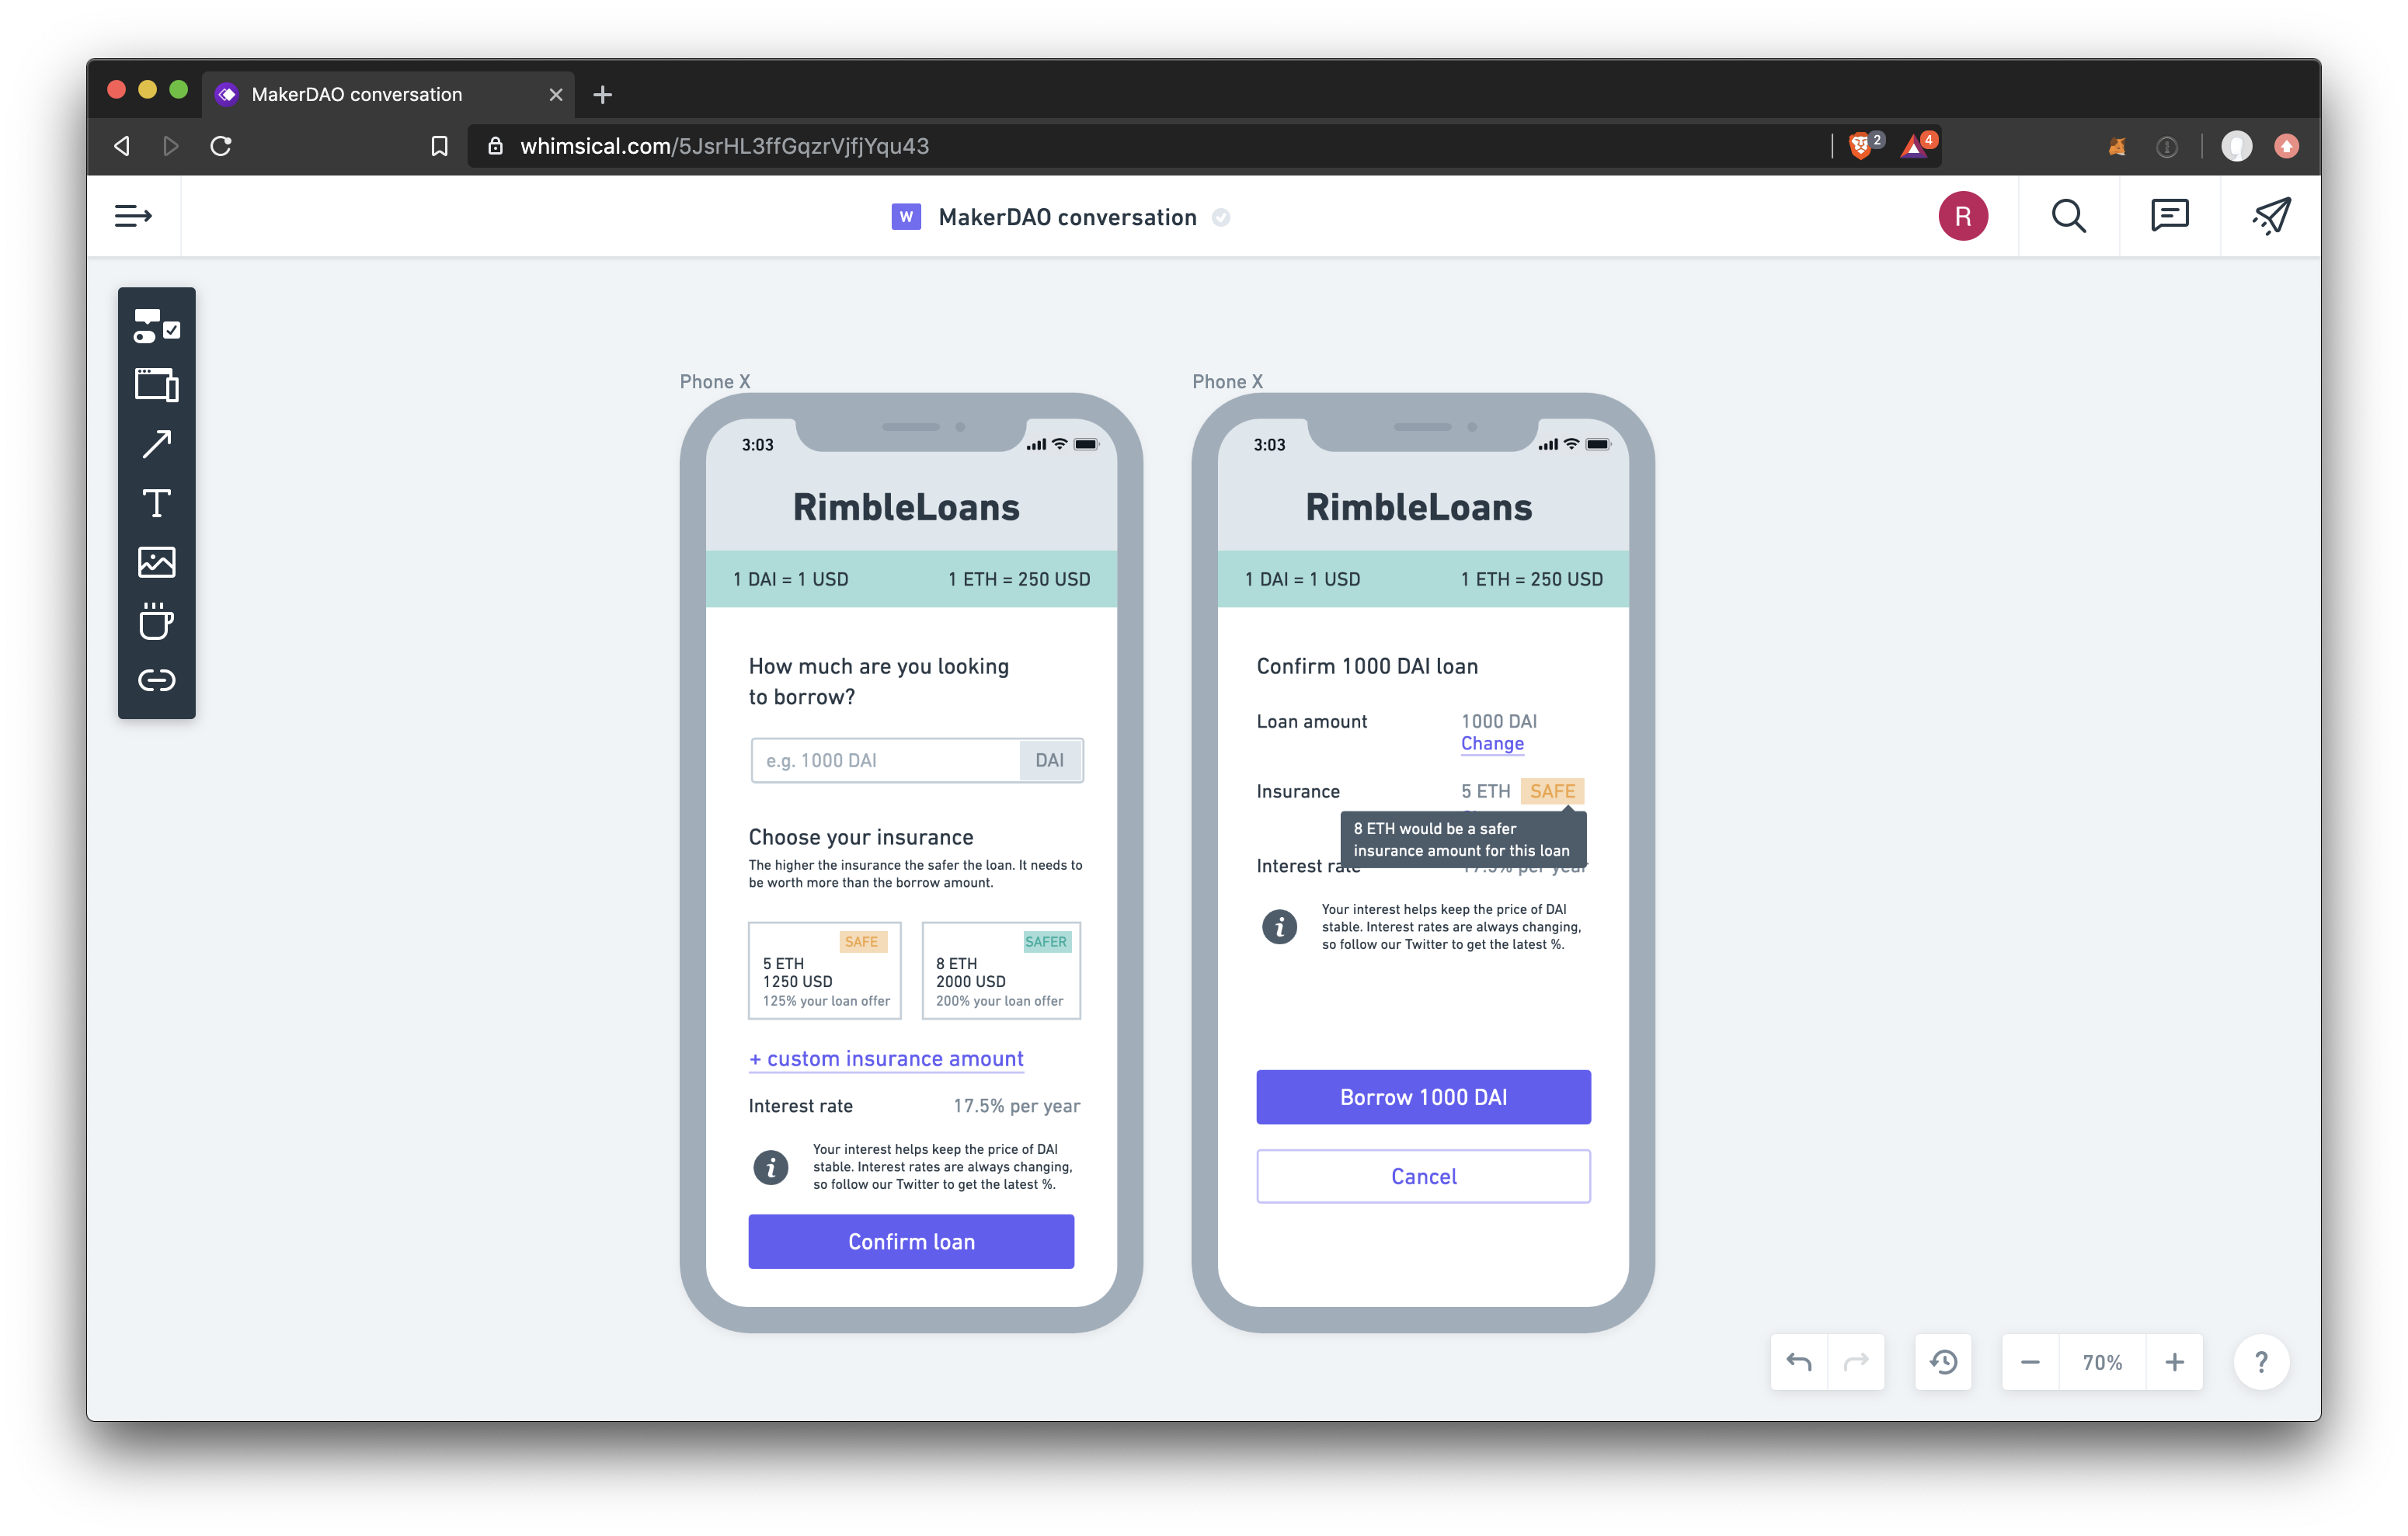 MakerDAO conversation
whimsical.com/5JsrHL3ffGqzrVjfjYqu43
2
4
W MakerDAO conversation
R
Phone X
3:03
RimbleLoans
1 DAI = 1 USD 1 ETH = 250 USD
How much are you looking
to borrow?
e.g. 1000 DAI DAI
Choose your insurance
The higher the insurance the safer the loan. It needs to
be worth more than the borrow amount.
SAFE
5 ETH
1250 USD
125% your loan offer
SAFER
8 ETH
2000 USD
200% your loan offer
+ custom insurance amount
Interest rate 17.5% per year
i
Your interest helps keep the price of DAI
stable. Interest rates are always changing,
so follow our Twitter to get the latest %.
Confirm loan
Phone X
3:03
RimbleLoans
1 DAI = 1 USD 1 ETH = 250 USD
Confirm 1000 DAI loan
Loan amount 1000 DAI
Change
Insurance 5 ETH SAFE
8 ETH would be a safer
insurance amount for this loan
Interest rate 17.5% per year
i
Your interest helps keep the price of DAI
stable. Interest rates are always changing,
so follow our Twitter to get the latest %.
Borrow 1000 DAI
Cancel
70%
?